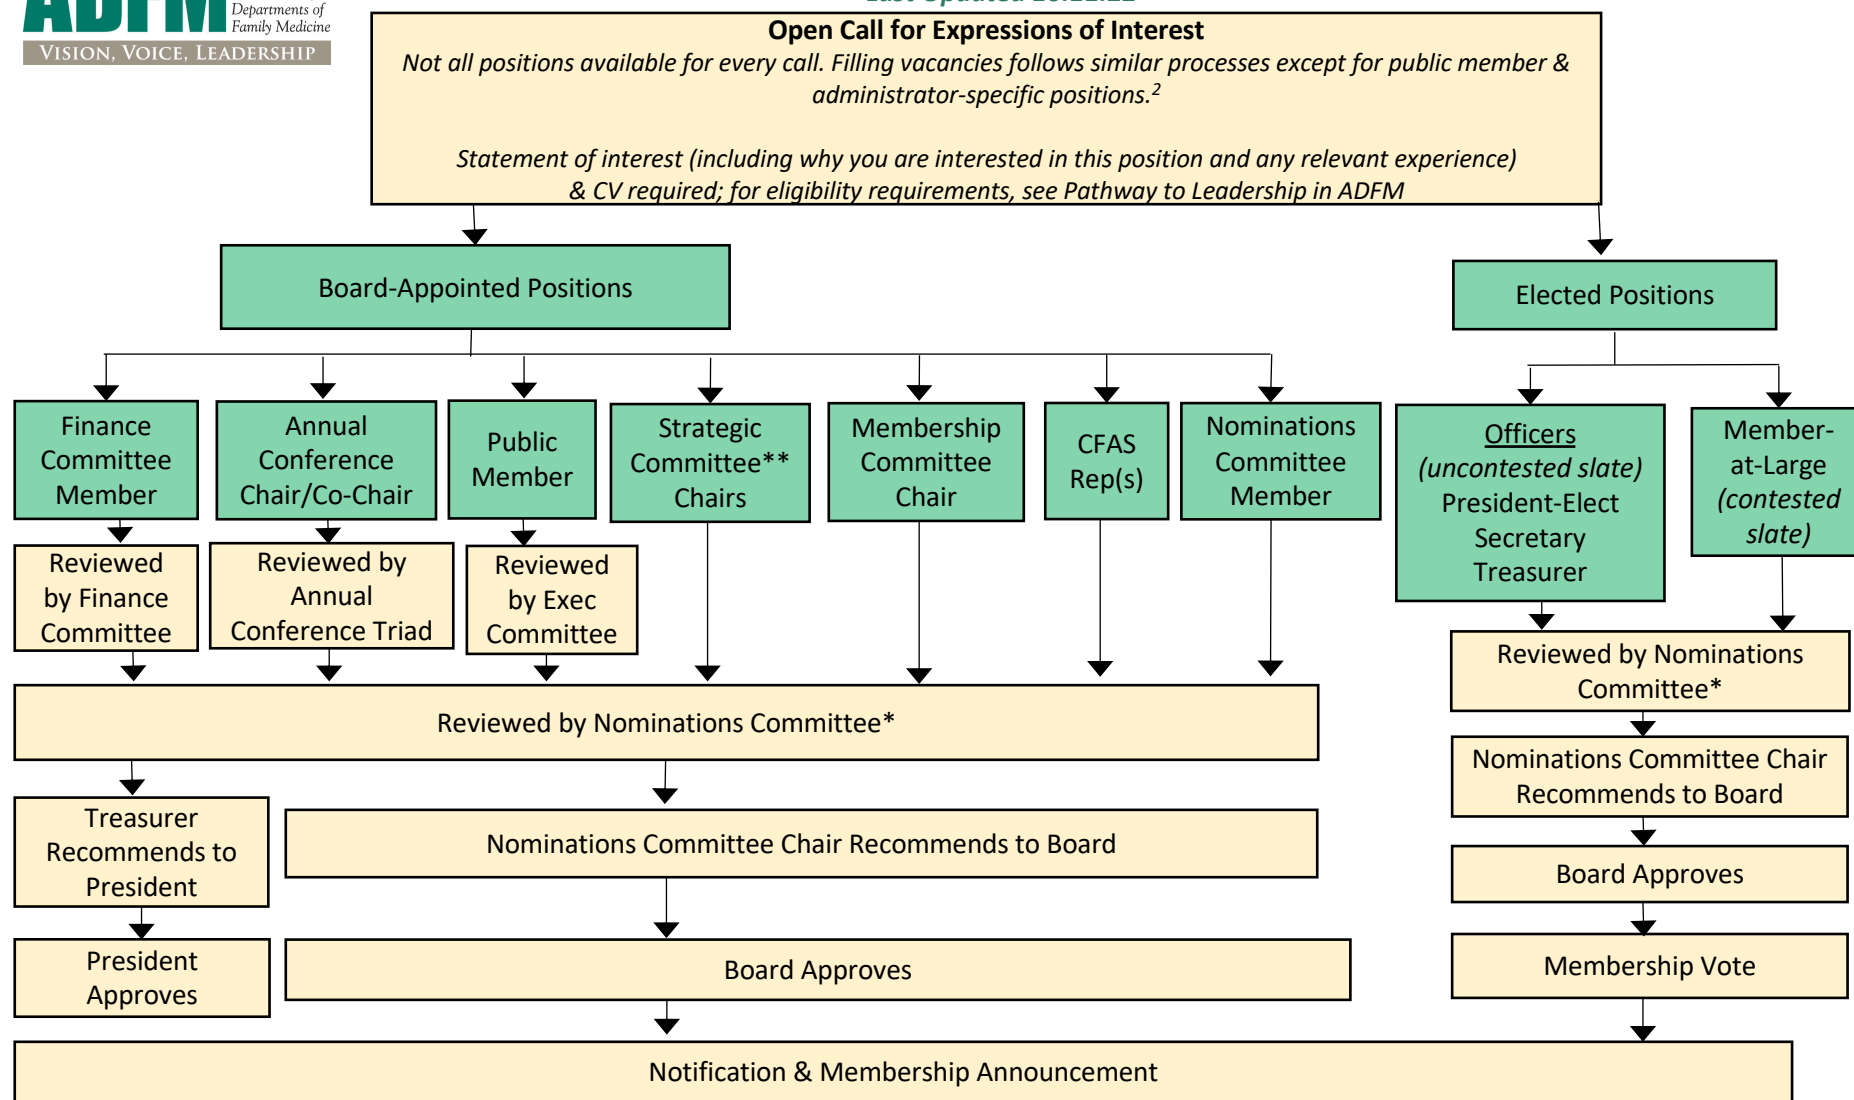 ADFM
Departments of
Family Medicine
VISION, VOICE, LEADERSHIP
Open Call for Expressions of Interest
Not all positions available for every call. Filling vacancies follows similar processes except for public member &
administrator-specific positions.2
Statement of interest (including why you are interested in this position and any relevant experience)
& CV required; for eligibility requirements, see Pathway to Leadership in ADFM
Board-Appointed Positions
Elected Positions
Finance
Committee
Member
Annual
Conference
Chair/Co-Chair
Public
Member
Strategic
Committee**
Chairs
Membership
Committee
Chair
CFAS
Rep(s)
Nominations
Committee
Member
Officers
(uncontested slate)
President-Elect
Secretary
Treasurer
Member-
at-Large
(contested
slate)
Reviewed
by Finance
Committee
Reviewed by
Annual
Conference Triad
Reviewed
by Exec
Committee
Reviewed by Nominations Committee*
Reviewed by Nominations
Committee*
Treasurer
Recommends to
President
Nominations Committee Chair Recommends to Board
Nominations Committee Chair
Recommends to Board
Board Approves
President
Approves
Board Approves
Membership Vote
Notification & Membership Announcement